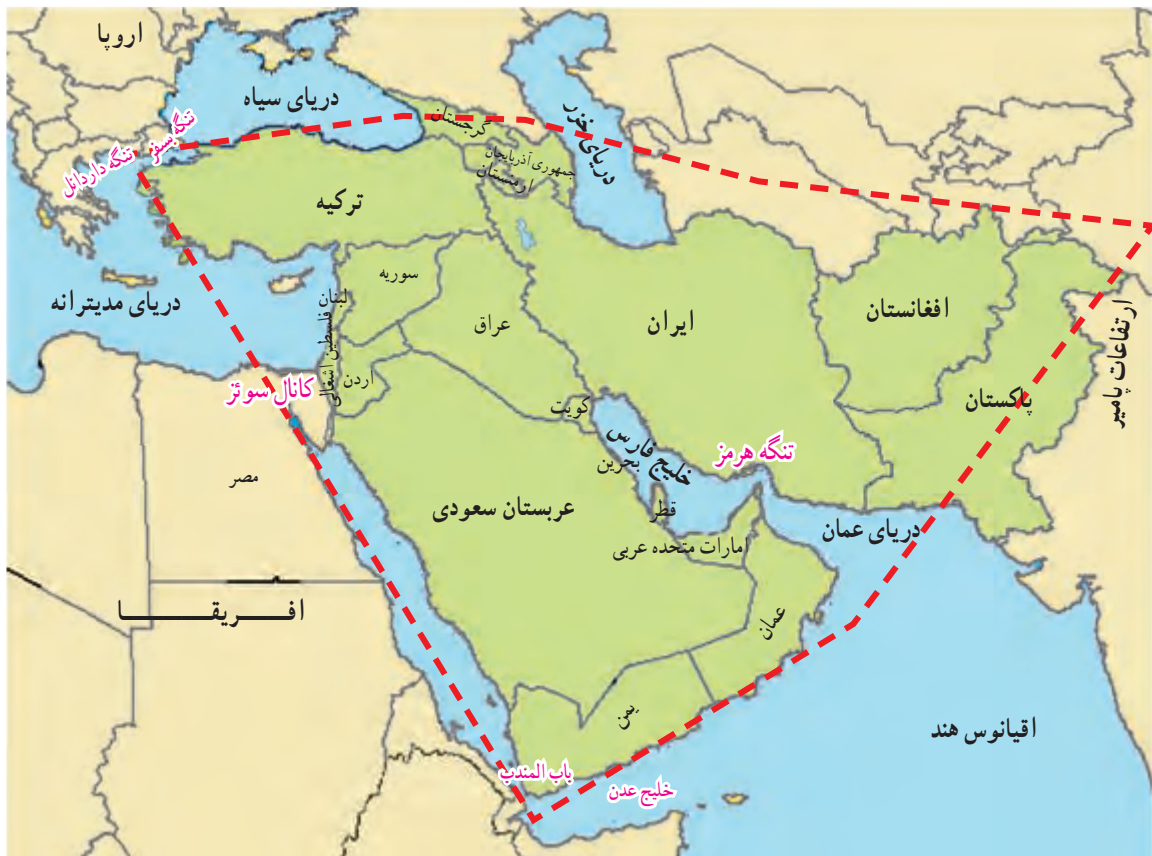 اروپا
دریای سیاه
تنگه بسفر
تنگه داردانل
گرجستان
دریای خزر
جمهوری آذربایجان
ارمنستان
ترکیه
سوریه
لبنان
دریای مدیترانه
فلسطین اشغالی
عراق
ایران
افغانستان
ارتفاعات پامیر
کانال سوئز
اردن
کویت
پاکستان
خلیج فارس
تنگه هرمز
بحرین
مصر
عربستان سعودی
قطر
دریای عمان
امارات متحده عربی
افـــریقـــــــا
عمان
یمن
اقیانوس هند
باب المندب
خلیج عدن